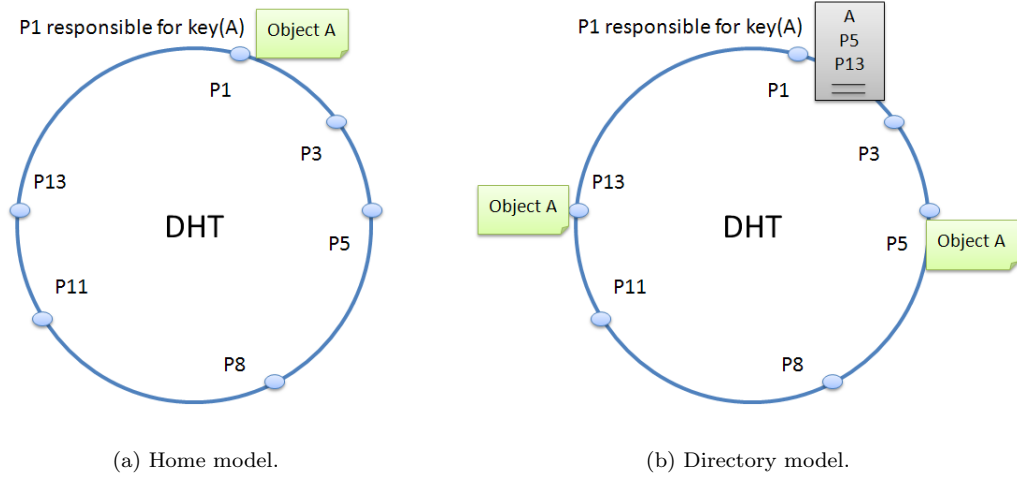 P1 responsible for key(A)
Object A
P1
P3
P13
DHT
P5
P11
P8
(a) Home model.
P1 responsible for key(A)
A
P5
P13
P1
P3
P13
Object A
DHT
P5
Object A
P11
P8
(b) Directory model.